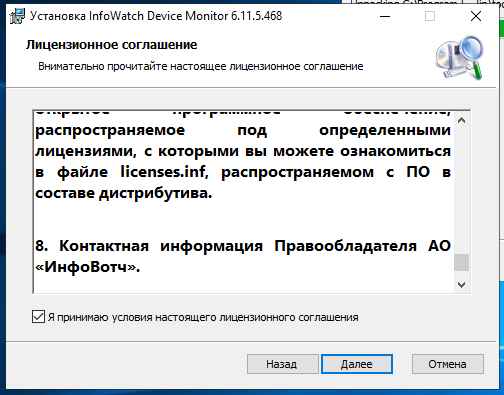 Установка InfoWatch Device Monitor 6.11.5.468
Лицензионное соглашение
Внимательно прочитайте настоящее лицензионное соглашение
открытое программное обеспечение,
распространяемое под определенными
лицензиями, с которыми вы можете ознакомиться
в файле licenses.inf, распространяемом с ПО в
составе дистрибутива.
8. Контактная информация Правообладателя АО
«ИнфоВотч».
Я принимаю условия настоящего лицензионного соглашения
Назад
Далее
Отмена